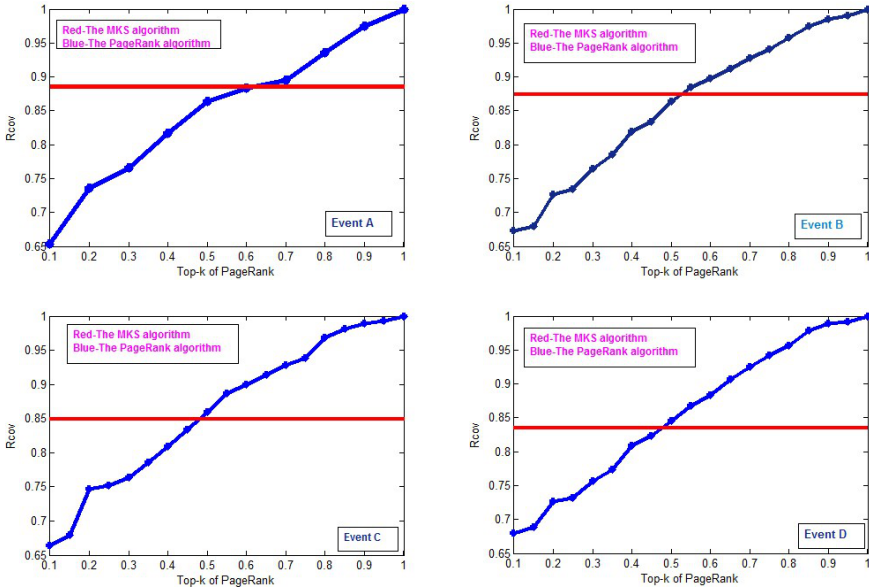 Red-The MKS algorithm
Blue-The PageRank algorithm
1
0.95
0.9
0.85
0.8
0.75
0.7
0.65
Rcov
Event A
0.1 0.2 0.3 0.4 0.5 0.6 0.7 0.8 0.9 1
Top-k of PageRank
Red-The MKS algorithm
Blue-The PageRank algorithm
1
0.95
0.9
0.85
0.8
0.75
0.7
0.65
Rcov
Event B
0.1 0.2 0.3 0.4 0.5 0.6 0.7 0.8 0.9 1
Top-k of PageRank
Red-The MKS algorithm
Blue-The PageRank algorithm
1
0.95
0.9
0.85
0.8
0.75
0.7
0.65
Rcov
Event C
0.1 0.2 0.3 0.4 0.5 0.6 0.7 0.8 0.9 1
Top-k of PageRank
Red-The MKS algorithm
Blue-The PageRank algorithm
1
0.95
0.9
0.85
0.8
0.75
0.7
0.65
Rcov
Event D
0.1 0.2 0.3 0.4 0.5 0.6 0.7 0.8 0.9 1
Top-k of PageRank